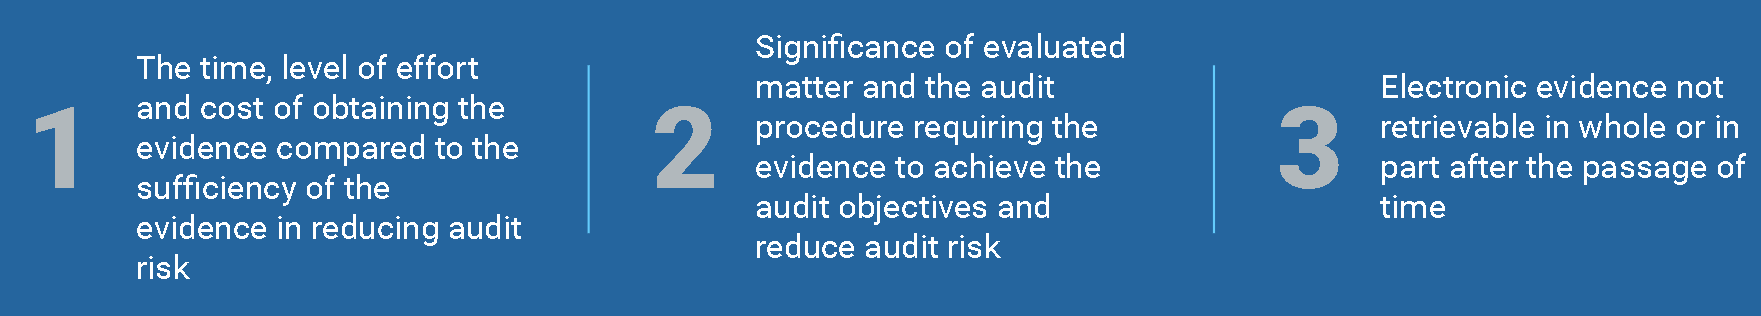 1
The time, level of effort
and cost of obtaining the
evidence compared to the
sufficiency of the
evidence in reducing audit
risk
2
Significance of evaluated
matter and the audit
procedure requiring the
evidence to achieve the
audit objectives and
reduce audit risk
3
Electronic evidence not
retrievable in whole or in
part after the passage of
time